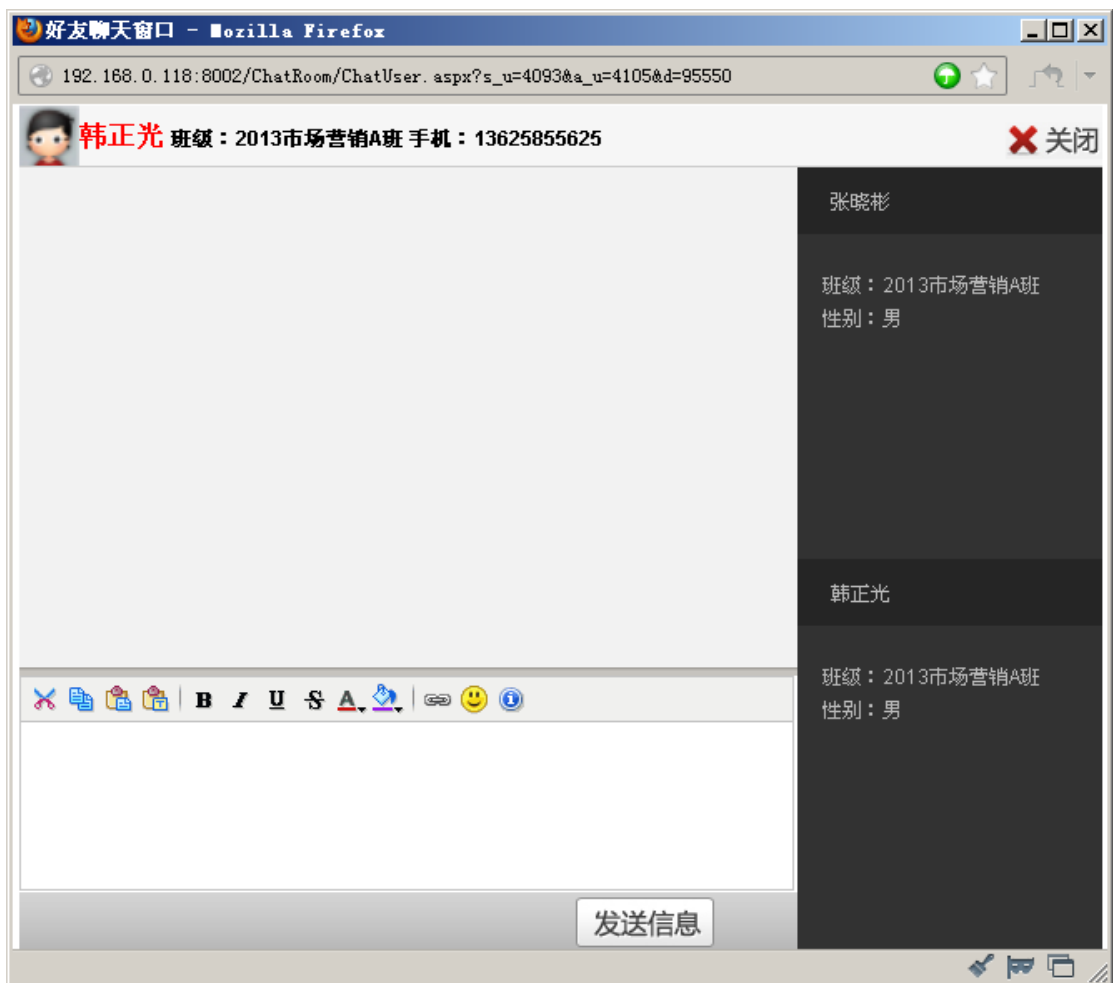 好友聊天窗口 - Mozilla Firefox
192.168.0.118:8002/ChatRoom/ChatUser.aspx?s_u=4093&a_u=4105&d=95550
韩正光 班级：2013市场营销A班 手机：13625855625
关闭
张晓彬
班级：2013市场营销A班
性别：男
韩正光
班级：2013市场营销A班
性别：男
B I U S A
发送信息